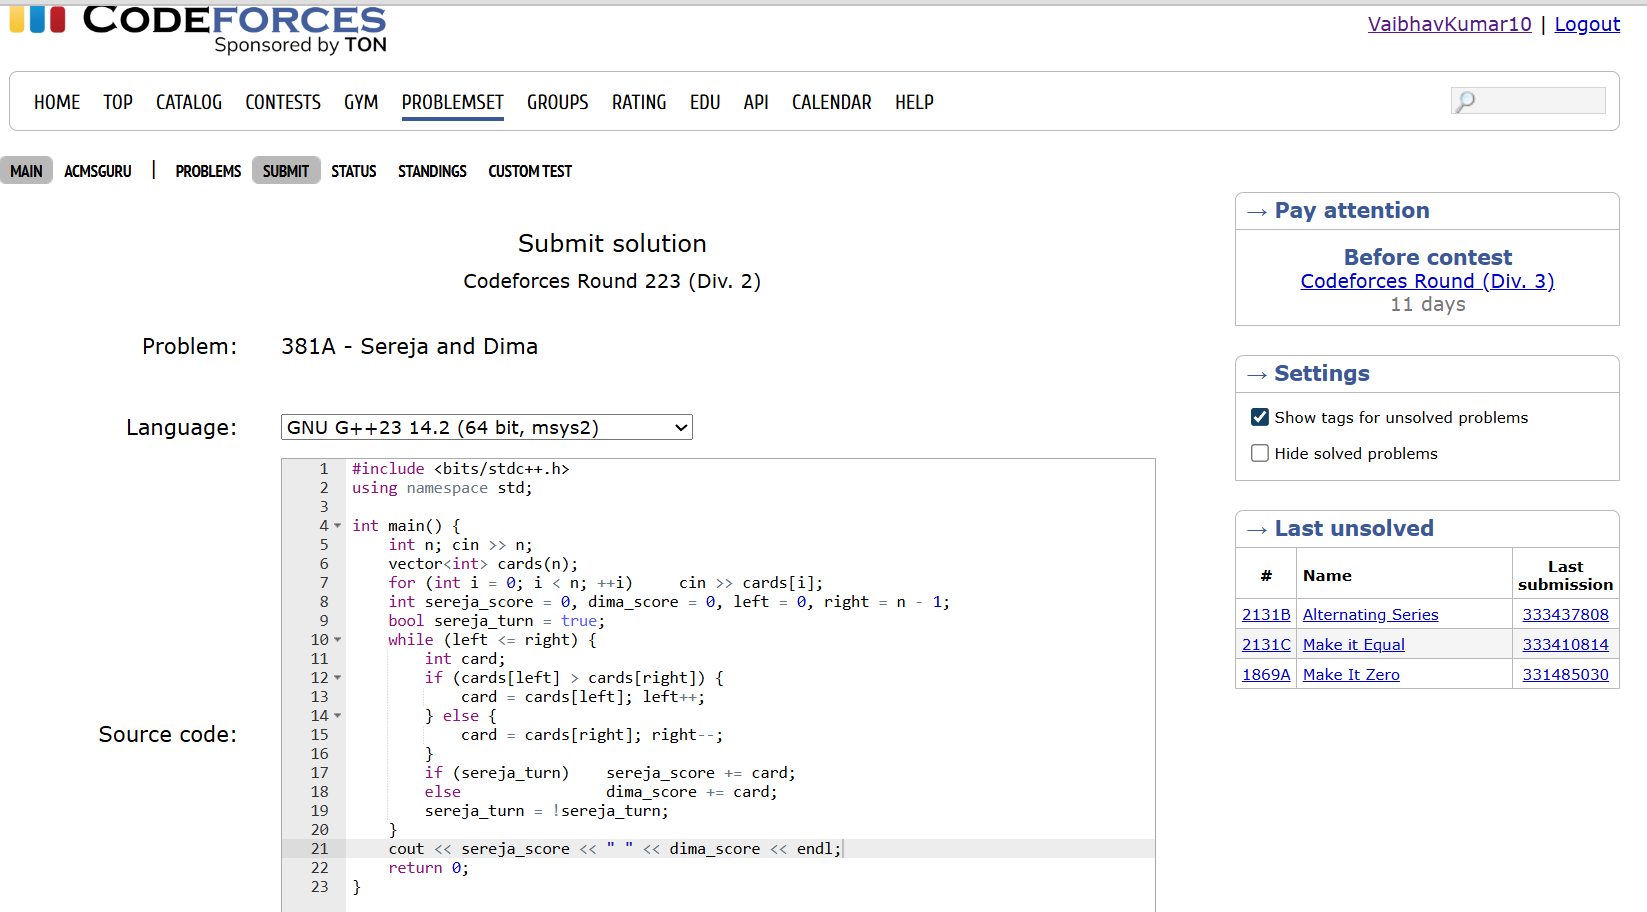 CODEFORCES
Sponsored by TON
VaibhavKumar10 | Logout
HOME TOP CATALOG CONTESTS GYM PROBLEMSET GROUPS RATING EDU API CALENDAR HELP
MAIN ACMSGURU | PROBLEMS SUBMIT STATUS STANDINGS CUSTOM TEST
Submit solution
Codeforces Round 223 (Div. 2)
Problem: 381A - Sereja and Dima
Language: GNU G++23 14.2 (64 bit, msys2)
Source code:
1 #include <bits/stdc++.h>
2 using namespace std;
3
4 int main() {
5     int n; cin >> n;
6     vector<int> cards(n);
7     for (int i = 0; i < n; ++i)     cin >> cards[i];
8     int sereja_score = 0, dima_score = 0, left = 0, right = n - 1;
9     bool sereja_turn = true;
10     while (left <= right) {
11         int card;
12         if (cards[left] > cards[right]) {
13             card = cards[left]; left++;
14         } else {
15             card = cards[right]; right--;
16         }
17         if (sereja_turn)    sereja_score += card;
18         else                dima_score += card;
19         sereja_turn = !sereja_turn;
20     }
21     cout << sereja_score << " " << dima_score << endl;
22     return 0;
23 }
→ Pay attention
Before contest
Codeforces Round (Div. 3)
11 days
→ Settings
Show tags for unsolved problems
Hide solved problems
→ Last unsolved
# Name Last submission
2131B Alternating Series 333437808
2131C Make it Equal 333410814
1869A Make It Zero 331485030